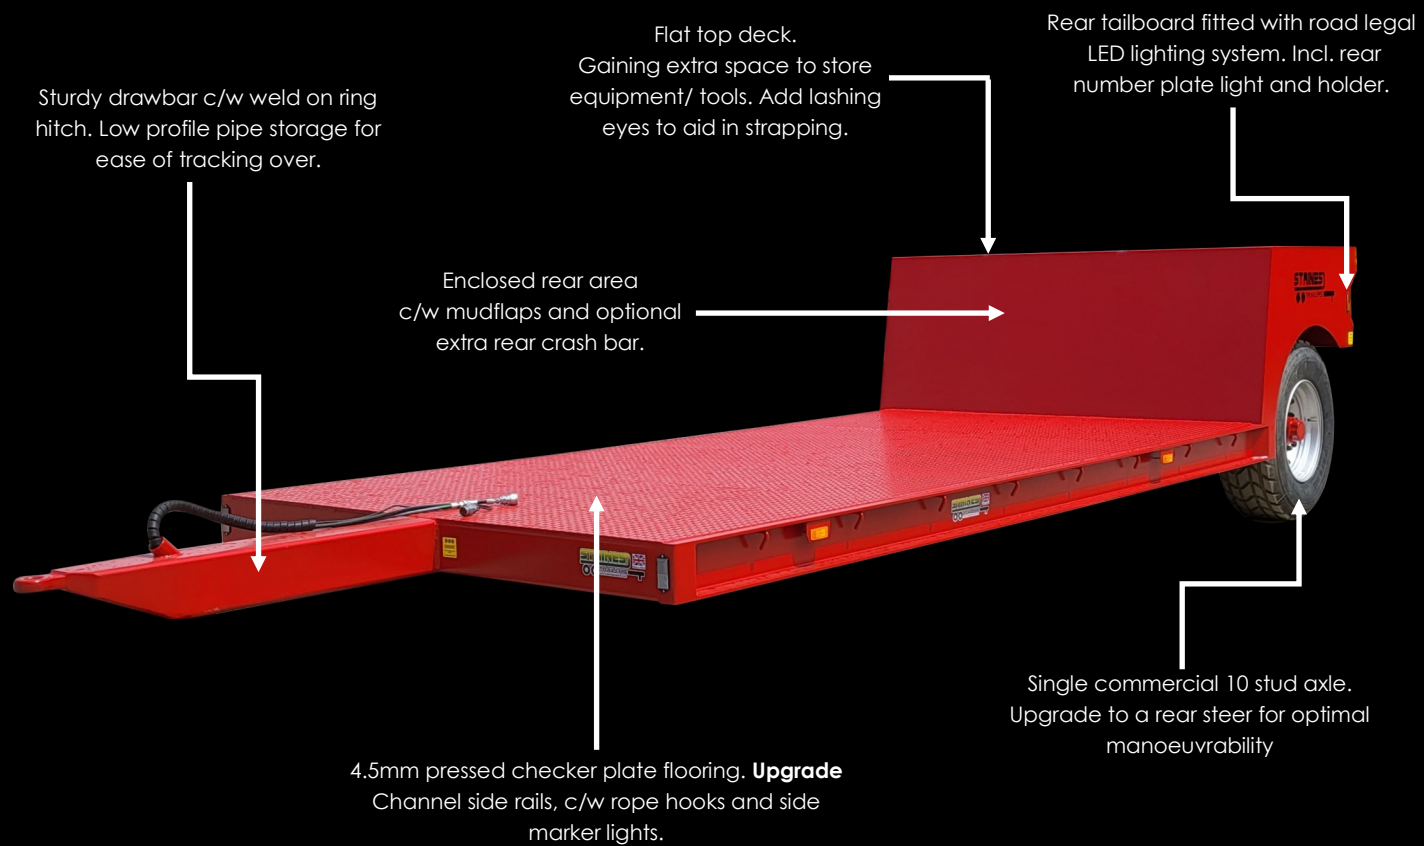 Sturdy drawbar c/w weld on ring
hitch. Low profile pipe storage for
ease of tracking over.
Flat top deck.
Gaining extra space to store
equipment/ tools. Add lashing
eyes to aid in strapping.
Rear tailboard fitted with road legal
LED lighting system. Incl. rear
number plate light and holder.
Enclosed rear area
c/w mudflaps and optional
extra rear crash bar.
STAINES
STAINES
STAINES
Single commercial 10 stud axle.
Upgrade to a rear steer for optimal
manoeuvrability
4.5mm pressed checker plate flooring. Upgrade
Channel side rails, c/w rope hooks and side
marker lights.